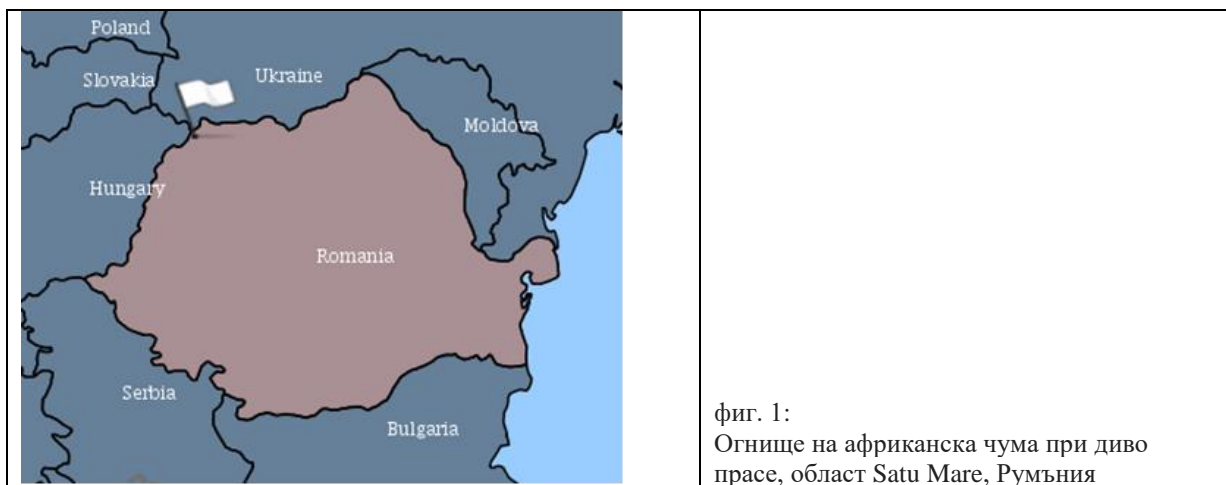 Poland
Slovakia
Ukraine
Moldova
Hungary
Romania
Serbia
Bulgaria
фиг. 1:
Огнище на африканска чума при диво
прасе, област Satu Mare, Румъния